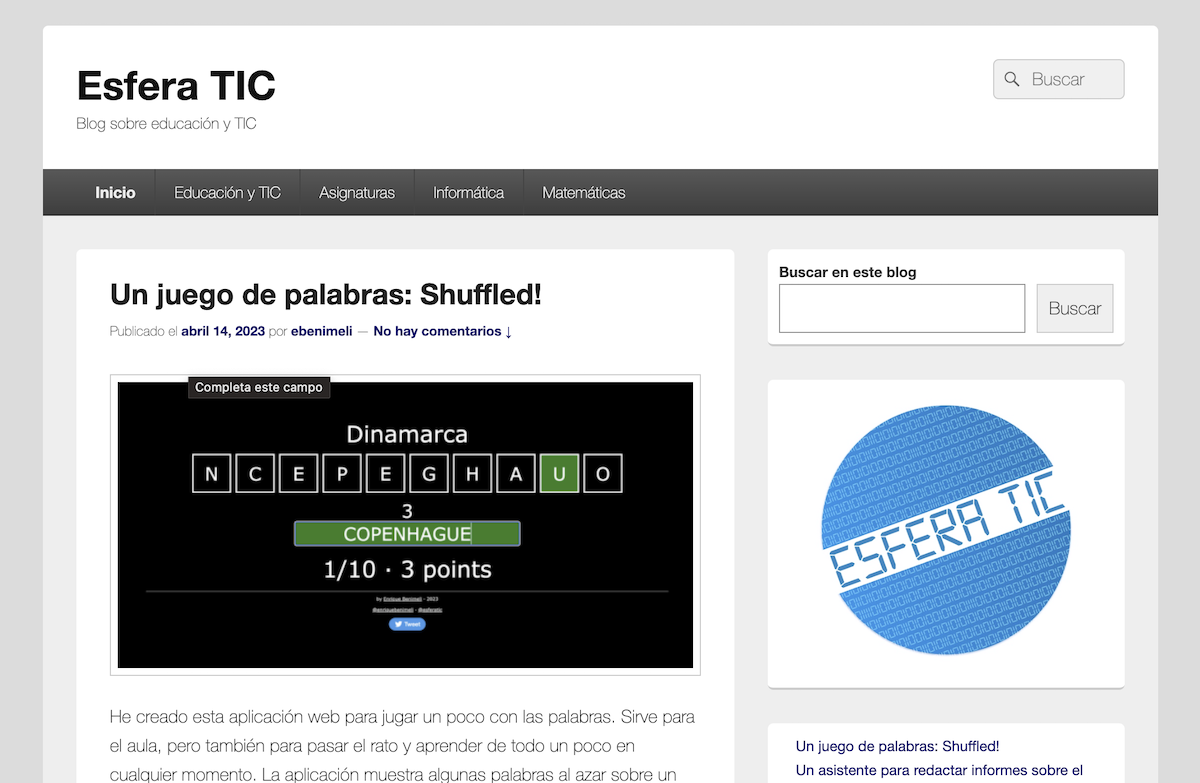 Esfera TIC
Blog sobre educación y TIC
Buscar
Inicio Educación y TIC Asignaturas Informática Matemáticas
Un juego de palabras: Shuffled!
Publicado el abril 14, 2023 por ebenimeli — No hay comentarios ↓
Completa este campo
Dinamarca
N C E P E G H A U O
3
COPENHAGUE
1/10 · 3 points
by Enrique Benimeli - 2023
@enriquebenimeli - @esferatic
Tweet
He creado esta aplicación web para jugar un poco con las palabras. Sirve para
el aula, pero también para pasar el rato y aprender de todo un poco en
cualquier momento. La aplicación muestra algunas palabras al azar sobre un
Buscar en este blog
Buscar
ESFERA TIC
Un juego de palabras: Shuffled!
Un asistente para redactar informes sobre el